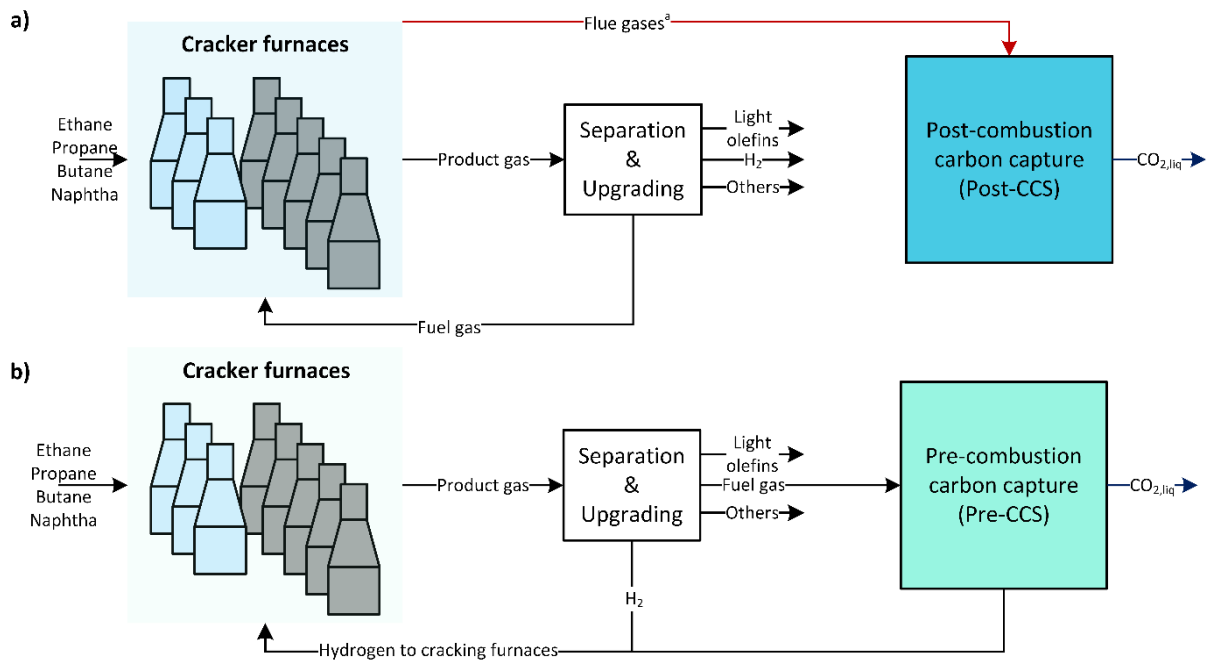 a)
Cracker furnaces
Flue gasesᵃ
Ethane
Propane
Butane
Naphtha
Product gas
Separation
&
Upgrading
Light
olefins
H₂
Others
Post-combustion
carbon capture
(Post-CCS)
CO₂,liq
Fuel gas
b)
Cracker furnaces
Ethane
Propane
Butane
Naphtha
Product gas
Separation
&
Upgrading
Light
olefins
Fuel gas
Others
Pre-combustion
carbon capture
(Pre-CCS)
CO₂,liq
H₂
Hydrogen to cracking furnaces